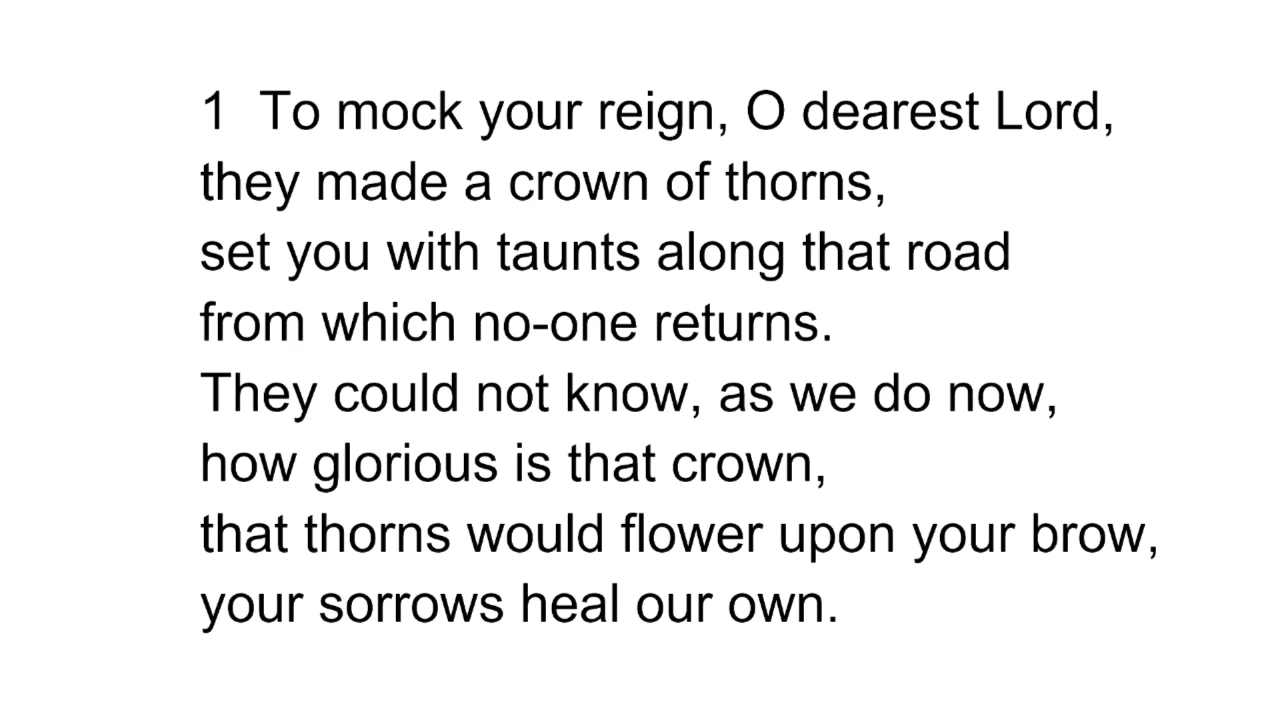 1 To mock your reign, O dearest Lord,
they made a crown of thorns,
set you with taunts along that road
from which no-one returns.
They could not know, as we do now,
how glorious is that crown,
that thorns would flower upon your brow,
your sorrows heal our own.